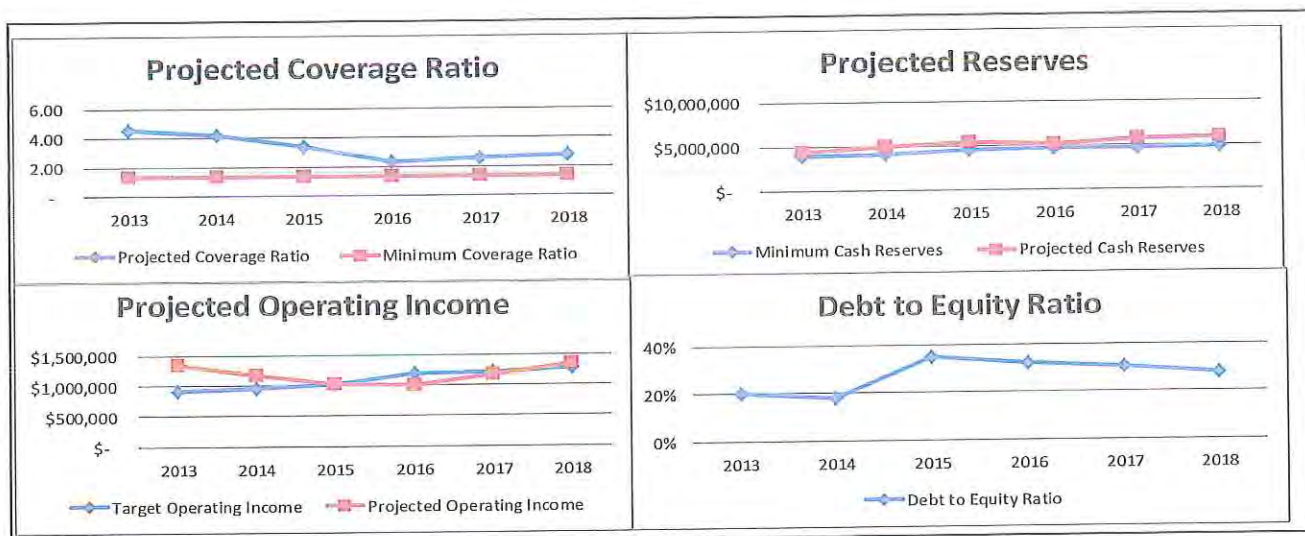 Projected Coverage Ratio
6.00
4.00
2.00
-
2013 2014 2015 2016 2017 2018
Projected Coverage Ratio Minimum Coverage Ratio
Projected Reserves
$10,000,000
$5,000,000
$-
2013 2014 2015 2016 2017 2018
Minimum Cash Reserves Projected Cash Reserves
Projected Operating Income
$1,500,000
$1,000,000
$500,000
$-
2013 2014 2015 2016 2017 2018
Target Operating Income Projected Operating Income
Debt to Equity Ratio
40%
20%
0%
2013 2014 2015 2016 2017 2018
Debt to Equity Ratio